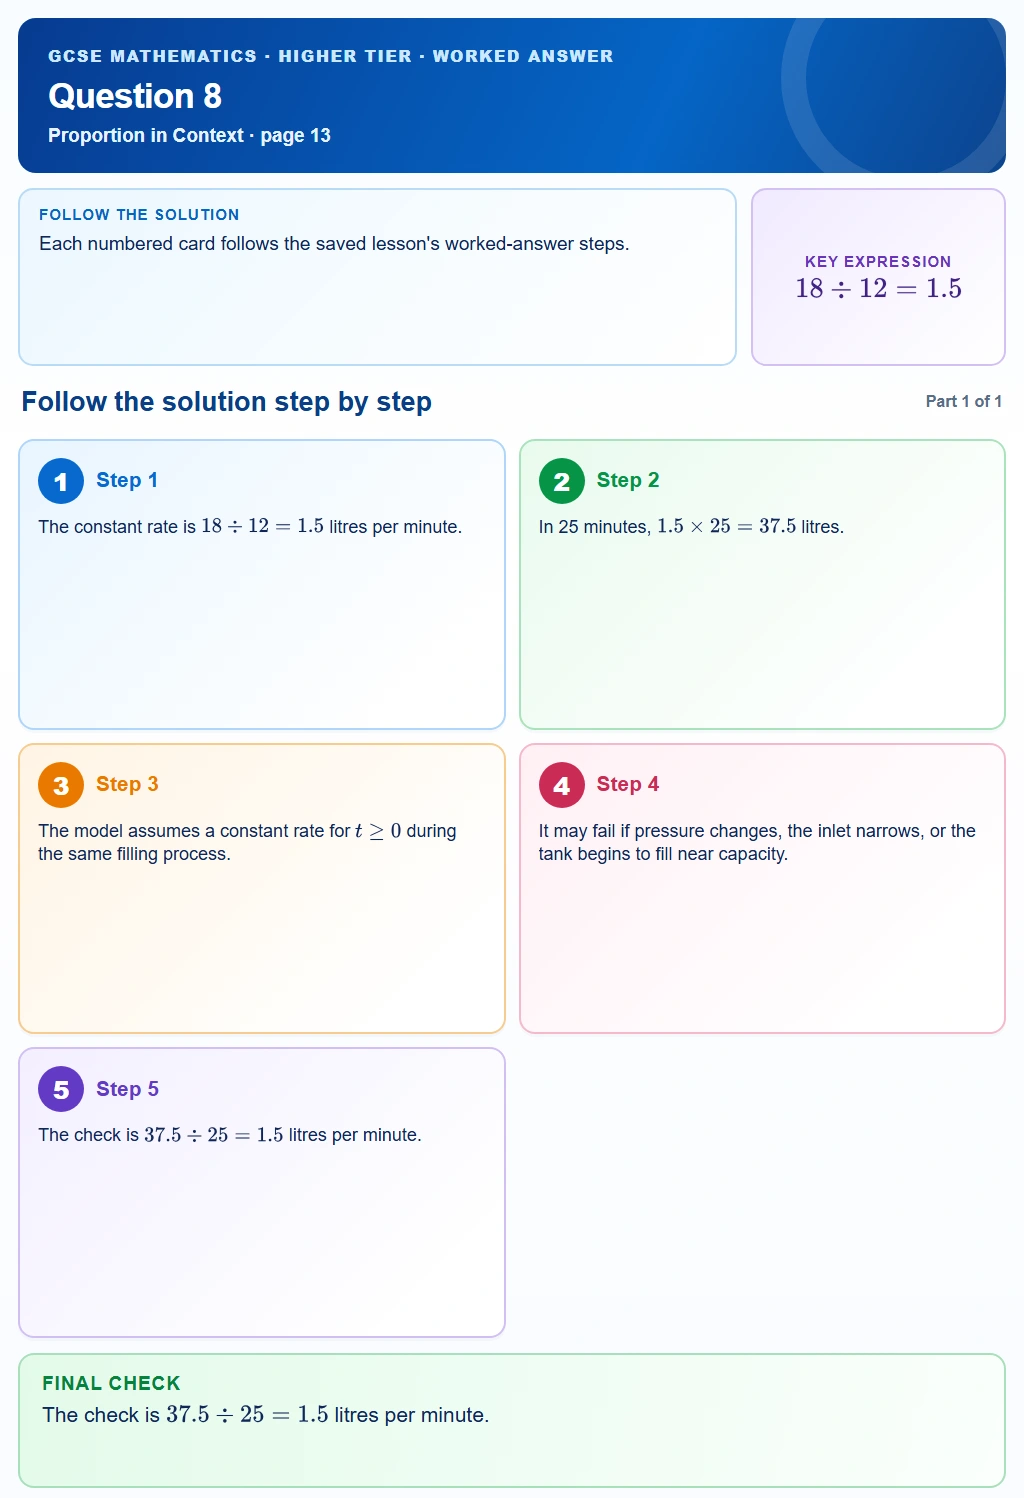 GCSE MATHEMATICS · HIGHER TIER · WORKED ANSWER
Question 8
Proportion in Context · page 13
FOLLOW THE SOLUTION
Each numbered card follows the saved lesson's worked-answer steps.
KEY EXPRESSION
18 ÷ 12 = 1.5
Follow the solution step by step
Part 1 of 1
1 Step 1
The constant rate is 18 ÷ 12 = 1.5 litres per minute.
2 Step 2
In 25 minutes, 1.5 × 25 = 37.5 litres.
3 Step 3
The model assumes a constant rate for t ≥ 0 during
the same filling process.
4 Step 4
It may fail if pressure changes, the inlet narrows, or the
tank begins to fill near capacity.
5 Step 5
The check is 37.5 ÷ 25 = 1.5 litres per minute.
FINAL CHECK
The check is 37.5 ÷ 25 = 1.5 litres per minute.